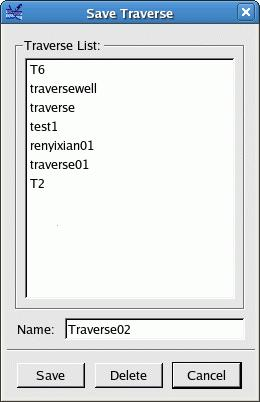 Save Traverse
Traverse List:
T6
traversewell
traverse
test1
renyixian01
traverse01
T2
Name: Traverse02
Save Delete Cancel